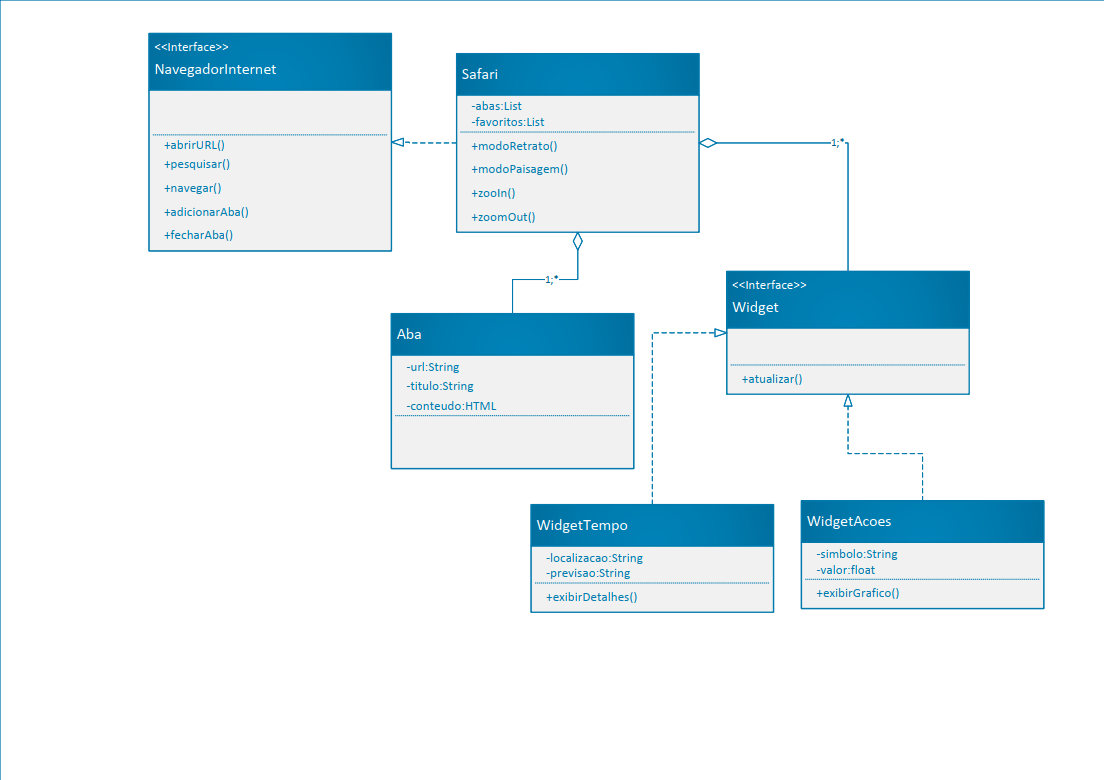 <<Interface>>
NavegadorInternet
+abrirURL()
+pesquisar()
+navegar()
+adicionarAba()
+fecharAba()
Safari
-abas:List
-favoritos:List
+modoRetrato()
+modoPaisagem()
+zooIn()
+zoomOut()
1;*
1;*
Aba
-url:String
-titulo:String
-conteudo:HTML
<<Interface>>
Widget
+atualizar()
WidgetTempo
-localizacao:String
-previsao:String
+exibirDetalhes()
WidgetAcoes
-simbolo:String
-valor:float
+exibirGrafico()